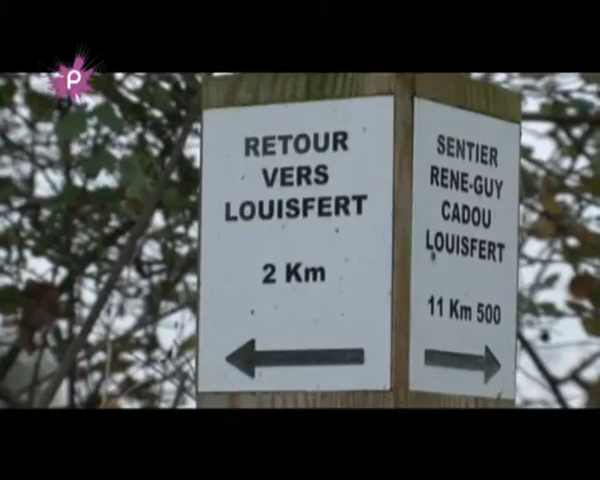 P
RETOUR
VERS
LOUISFERT
2 Km
SENTIER
RENE-GUY
CADOU
LOUISFERT
11 Km 500